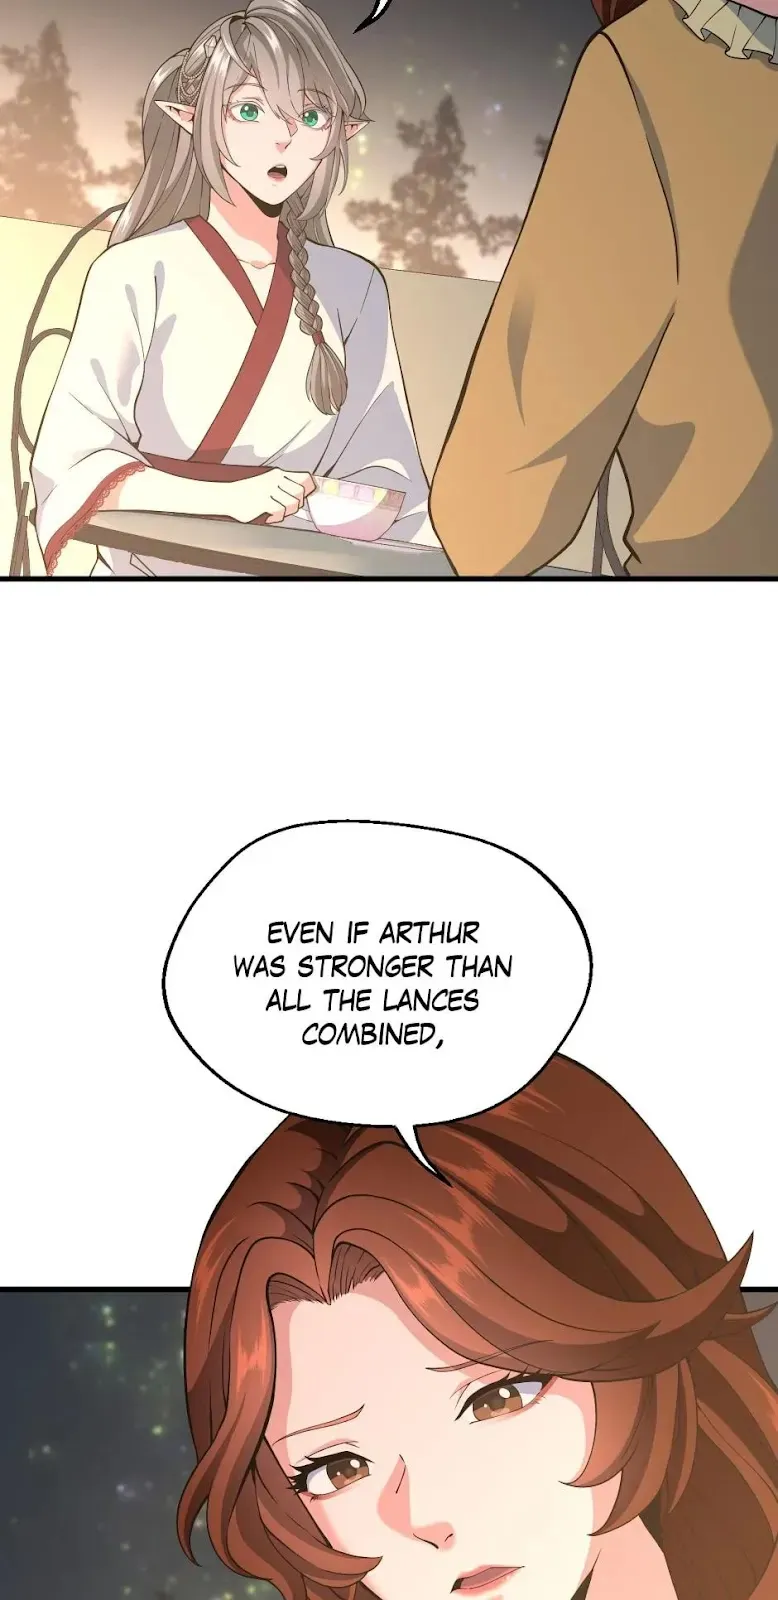 EVEN IF ARTHUR
WAS STRONGER THAN
ALL THE LANCES
COMBINED,